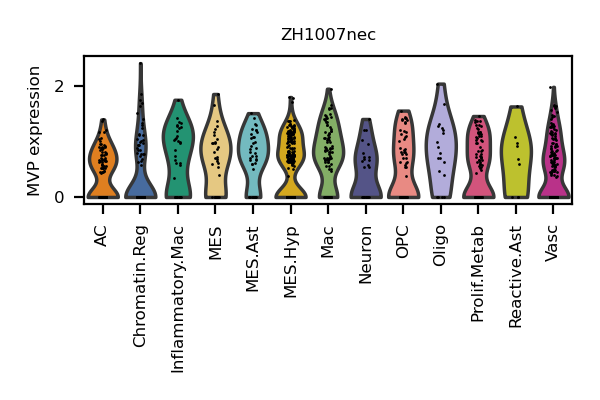 ZH1007nec
MVP expression
2
0
AC
Chromatin.Reg
Inflammatory.Mac
MES
MES.Ast
MES.Hyp
Mac
Neuron
OPC
Oligo
Prolif.Metab
Reactive.Ast
Vasc